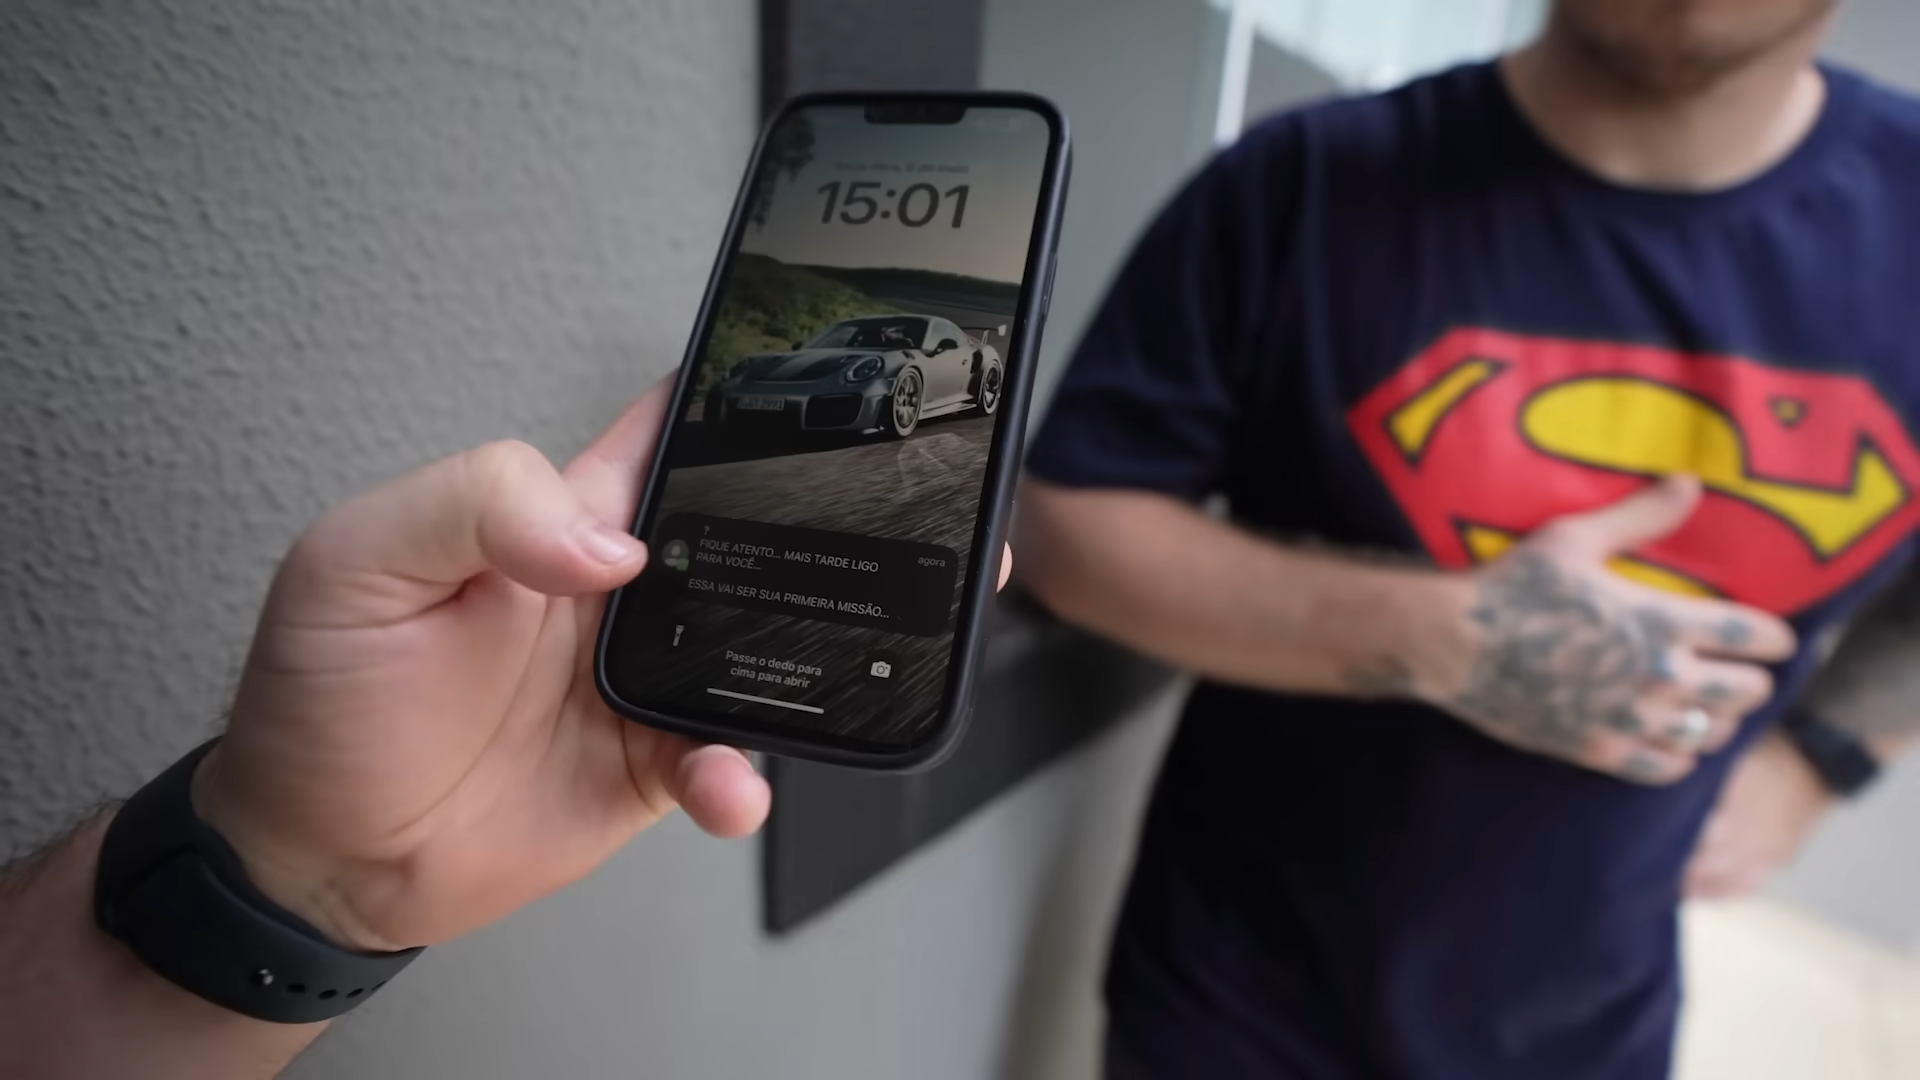 15:01
?
FIQUE ATENTO... MAIS TARDE LIGO
agora
PARA VOCÊ...
ESSA VAI SER SUA PRIMEIRA MISSÃO...
Passe o dedo para
cima para abrir